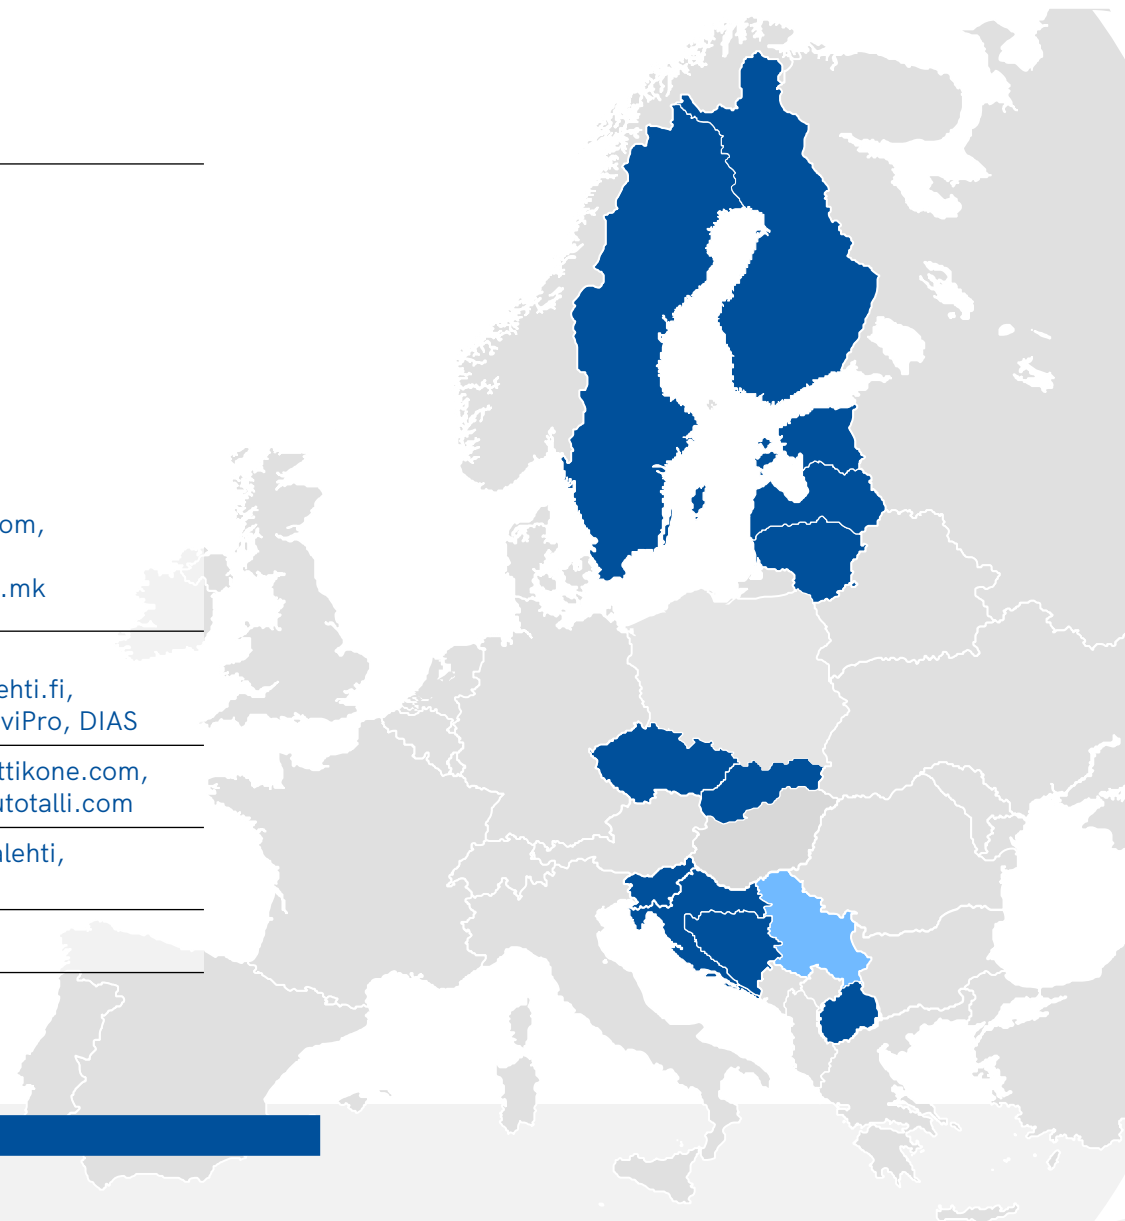 om,
.mk
ehti.fi,
viPro, DIAS
ttikone.com,
utotalli.com
lehti,